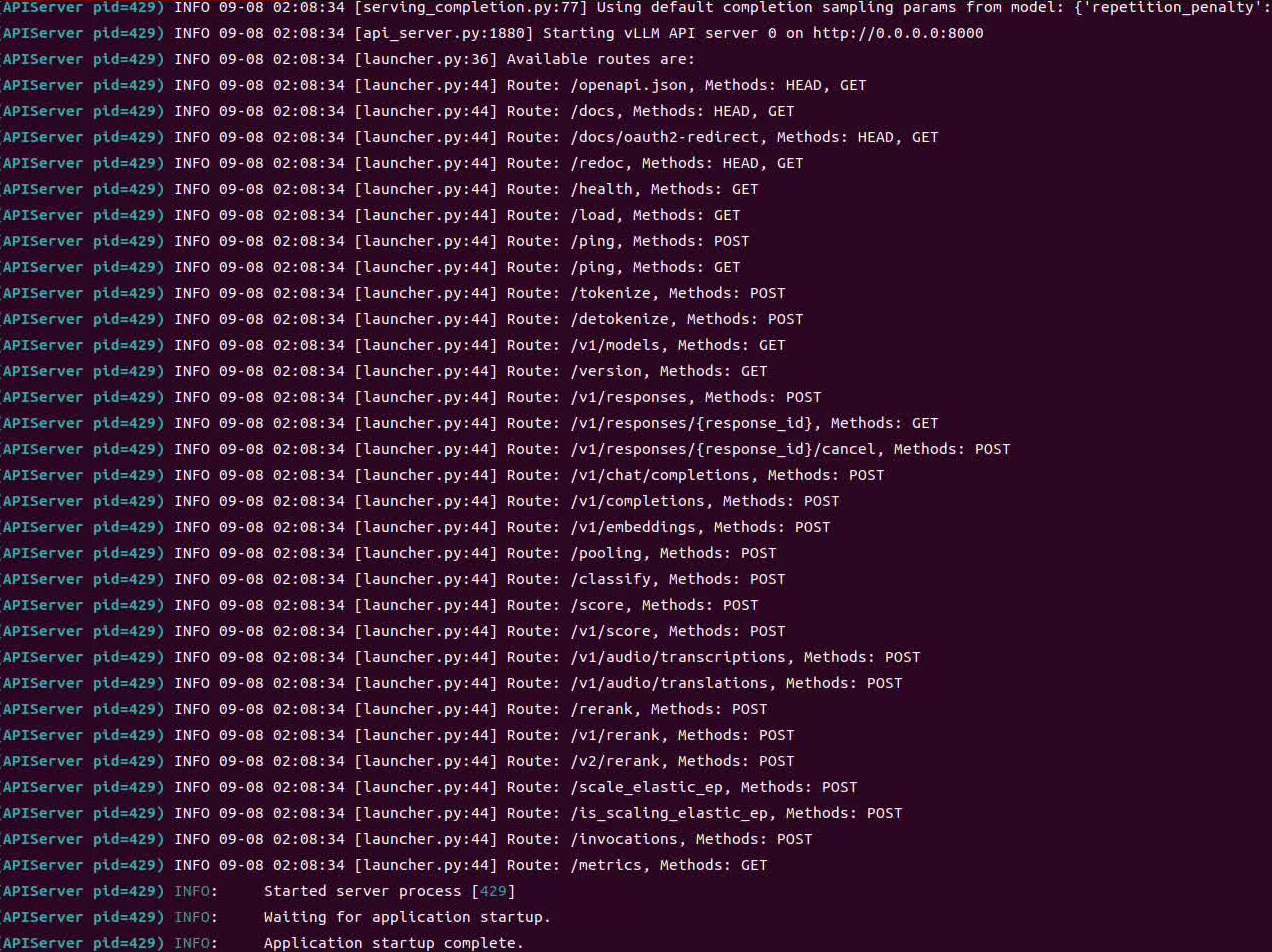 (APIServer pid=429) INFO 09-08 02:08:34 [serving_completion.py:77] Using default completion sampling params from model: {'repetition_penalty':
(APIServer pid=429) INFO 09-08 02:08:34 [api_server.py:1880] Starting vLLM API server 0 on http://0.0.0.0:8000
(APIServer pid=429) INFO 09-08 02:08:34 [launcher.py:36] Available routes are:
(APIServer pid=429) INFO 09-08 02:08:34 [launcher.py:44] Route: /openapi.json, Methods: HEAD, GET
(APIServer pid=429) INFO 09-08 02:08:34 [launcher.py:44] Route: /docs, Methods: HEAD, GET
(APIServer pid=429) INFO 09-08 02:08:34 [launcher.py:44] Route: /docs/oauth2-redirect, Methods: HEAD, GET
(APIServer pid=429) INFO 09-08 02:08:34 [launcher.py:44] Route: /redoc, Methods: HEAD, GET
(APIServer pid=429) INFO 09-08 02:08:34 [launcher.py:44] Route: /health, Methods: GET
(APIServer pid=429) INFO 09-08 02:08:34 [launcher.py:44] Route: /load, Methods: GET
(APIServer pid=429) INFO 09-08 02:08:34 [launcher.py:44] Route: /ping, Methods: POST
(APIServer pid=429) INFO 09-08 02:08:34 [launcher.py:44] Route: /ping, Methods: GET
(APIServer pid=429) INFO 09-08 02:08:34 [launcher.py:44] Route: /tokenize, Methods: POST
(APIServer pid=429) INFO 09-08 02:08:34 [launcher.py:44] Route: /detokenize, Methods: POST
(APIServer pid=429) INFO 09-08 02:08:34 [launcher.py:44] Route: /v1/models, Methods: GET
(APIServer pid=429) INFO 09-08 02:08:34 [launcher.py:44] Route: /version, Methods: GET
(APIServer pid=429) INFO 09-08 02:08:34 [launcher.py:44] Route: /v1/responses, Methods: POST
(APIServer pid=429) INFO 09-08 02:08:34 [launcher.py:44] Route: /v1/responses/{response_id}, Methods: GET
(APIServer pid=429) INFO 09-08 02:08:34 [launcher.py:44] Route: /v1/responses/{response_id}/cancel, Methods: POST
(APIServer pid=429) INFO 09-08 02:08:34 [launcher.py:44] Route: /v1/chat/completions, Methods: POST
(APIServer pid=429) INFO 09-08 02:08:34 [launcher.py:44] Route: /v1/completions, Methods: POST
(APIServer pid=429) INFO 09-08 02:08:34 [launcher.py:44] Route: /v1/embeddings, Methods: POST
(APIServer pid=429) INFO 09-08 02:08:34 [launcher.py:44] Route: /pooling, Methods: POST
(APIServer pid=429) INFO 09-08 02:08:34 [launcher.py:44] Route: /classify, Methods: POST
(APIServer pid=429) INFO 09-08 02:08:34 [launcher.py:44] Route: /score, Methods: POST
(APIServer pid=429) INFO 09-08 02:08:34 [launcher.py:44] Route: /v1/score, Methods: POST
(APIServer pid=429) INFO 09-08 02:08:34 [launcher.py:44] Route: /v1/audio/transcriptions, Methods: POST
(APIServer pid=429) INFO 09-08 02:08:34 [launcher.py:44] Route: /v1/audio/translations, Methods: POST
(APIServer pid=429) INFO 09-08 02:08:34 [launcher.py:44] Route: /rerank, Methods: POST
(APIServer pid=429) INFO 09-08 02:08:34 [launcher.py:44] Route: /v1/rerank, Methods: POST
(APIServer pid=429) INFO 09-08 02:08:34 [launcher.py:44] Route: /v2/rerank, Methods: POST
(APIServer pid=429) INFO 09-08 02:08:34 [launcher.py:44] Route: /scale_elastic_ep, Methods: POST
(APIServer pid=429) INFO 09-08 02:08:34 [launcher.py:44] Route: /is_scaling_elastic_ep, Methods: POST
(APIServer pid=429) INFO 09-08 02:08:34 [launcher.py:44] Route: /invocations, Methods: POST
(APIServer pid=429) INFO 09-08 02:08:34 [launcher.py:44] Route: /metrics, Methods: GET
(APIServer pid=429) INFO:     Started server process [429]
(APIServer pid=429) INFO:     Waiting for application startup.
(APIServer pid=429) INFO:     Application startup complete.